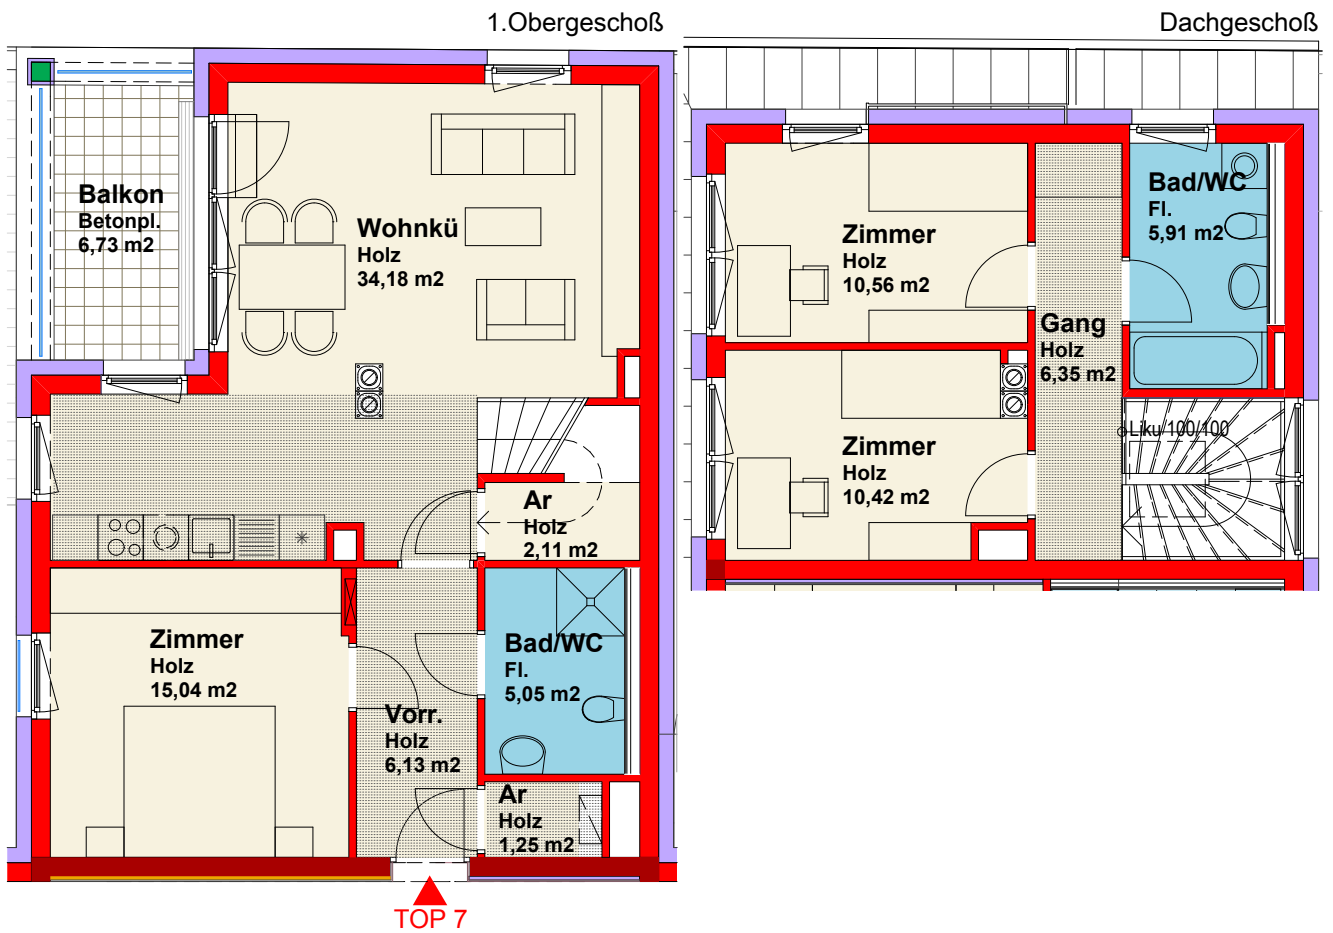 1.Obergeschoß
Dachgeschoß
Balkon
Betonpl.
6,73 m2
Wohnkü
Holz
34,18 m2
Ar
Holz
2,11 m2
Zimmer
Holz
15,04 m2
Bad/WC
Fl.
5,05 m2
Vorr.
Holz
6,13 m2
Ar
Holz
1,25 m2
TOP 7
Zimmer
Holz
10,56 m2
Bad/WC
Fl.
5,91 m2
Gang
Holz
6,35 m2
Zimmer
Holz
10,42 m2
Liku/100/100